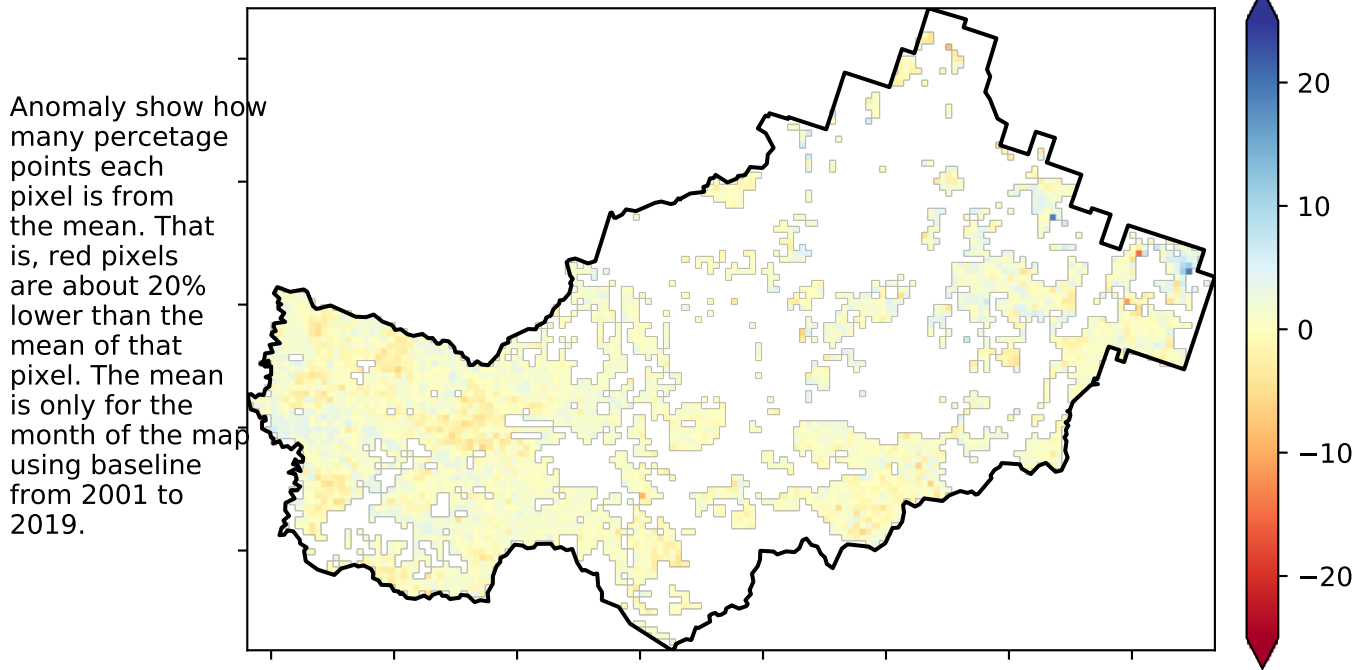 Anomaly show how
many percetage
points each
pixel is from
the mean. That
is, red pixels
are about 20%
lower than the
mean of that
pixel. The mean
is only for the
month of the map
using baseline
from 2001 to
2019.
20
10
0
−10
−20